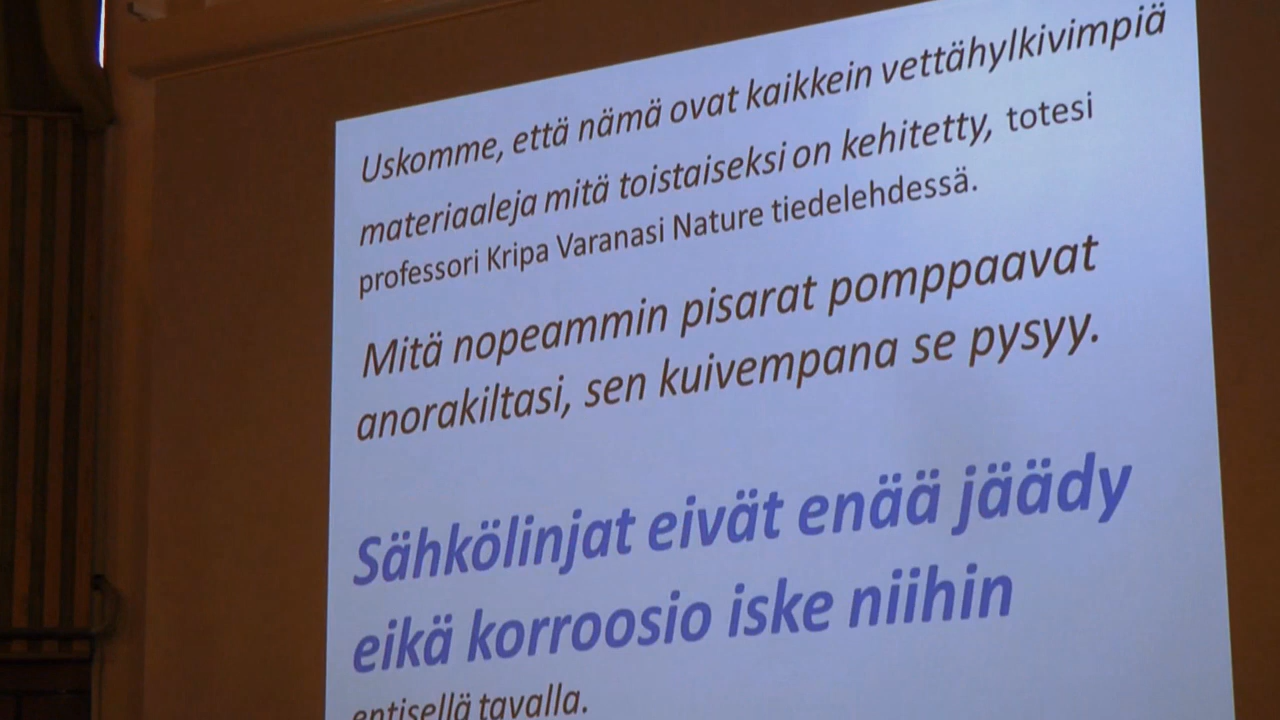 Uskomme, että nämä ovat kaikkein vettähylkivimpiä
materiaaleja mitä toistaiseksi on kehitetty, totesi
professori Kripa Varanasi Nature tiedelehdessä.
Mitä nopeammin pisarat pomppaavat
anorakiltasi, sen kuivempana se pysyy.
Sähkölinjat eivät enää jäädy
eikä korroosio iske niihin
entisellä tavalla.